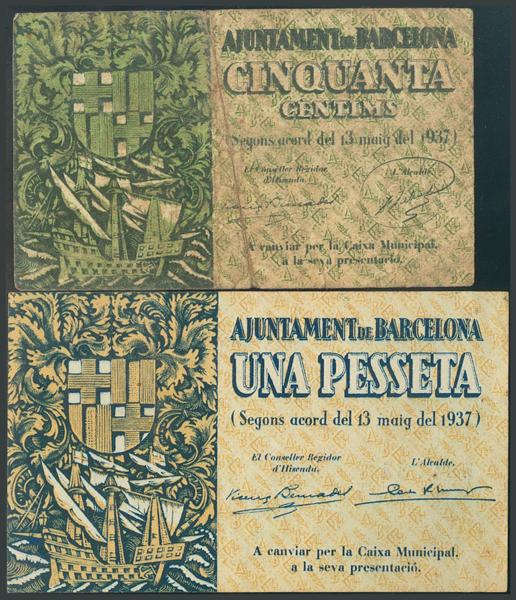 AJUNTAMENT DE BARCELONA
CINQUANTA
CÈNTIMS
(Segons acord del 13 maig del 1937)
El Conseller Regidor
d'Hisenda.
L'Alcalde.
A canviar per la Caixa Municipal,
a la seva presentació.
AJUNTAMENT DE BARCELONA
UNA PESSETA
(Segons acord del 13 maig del 1937)
El Conseller Regidor
d'Hisenda.
L'Alcalde.
A canviar per la Caixa Municipal,
a la seva presentació.